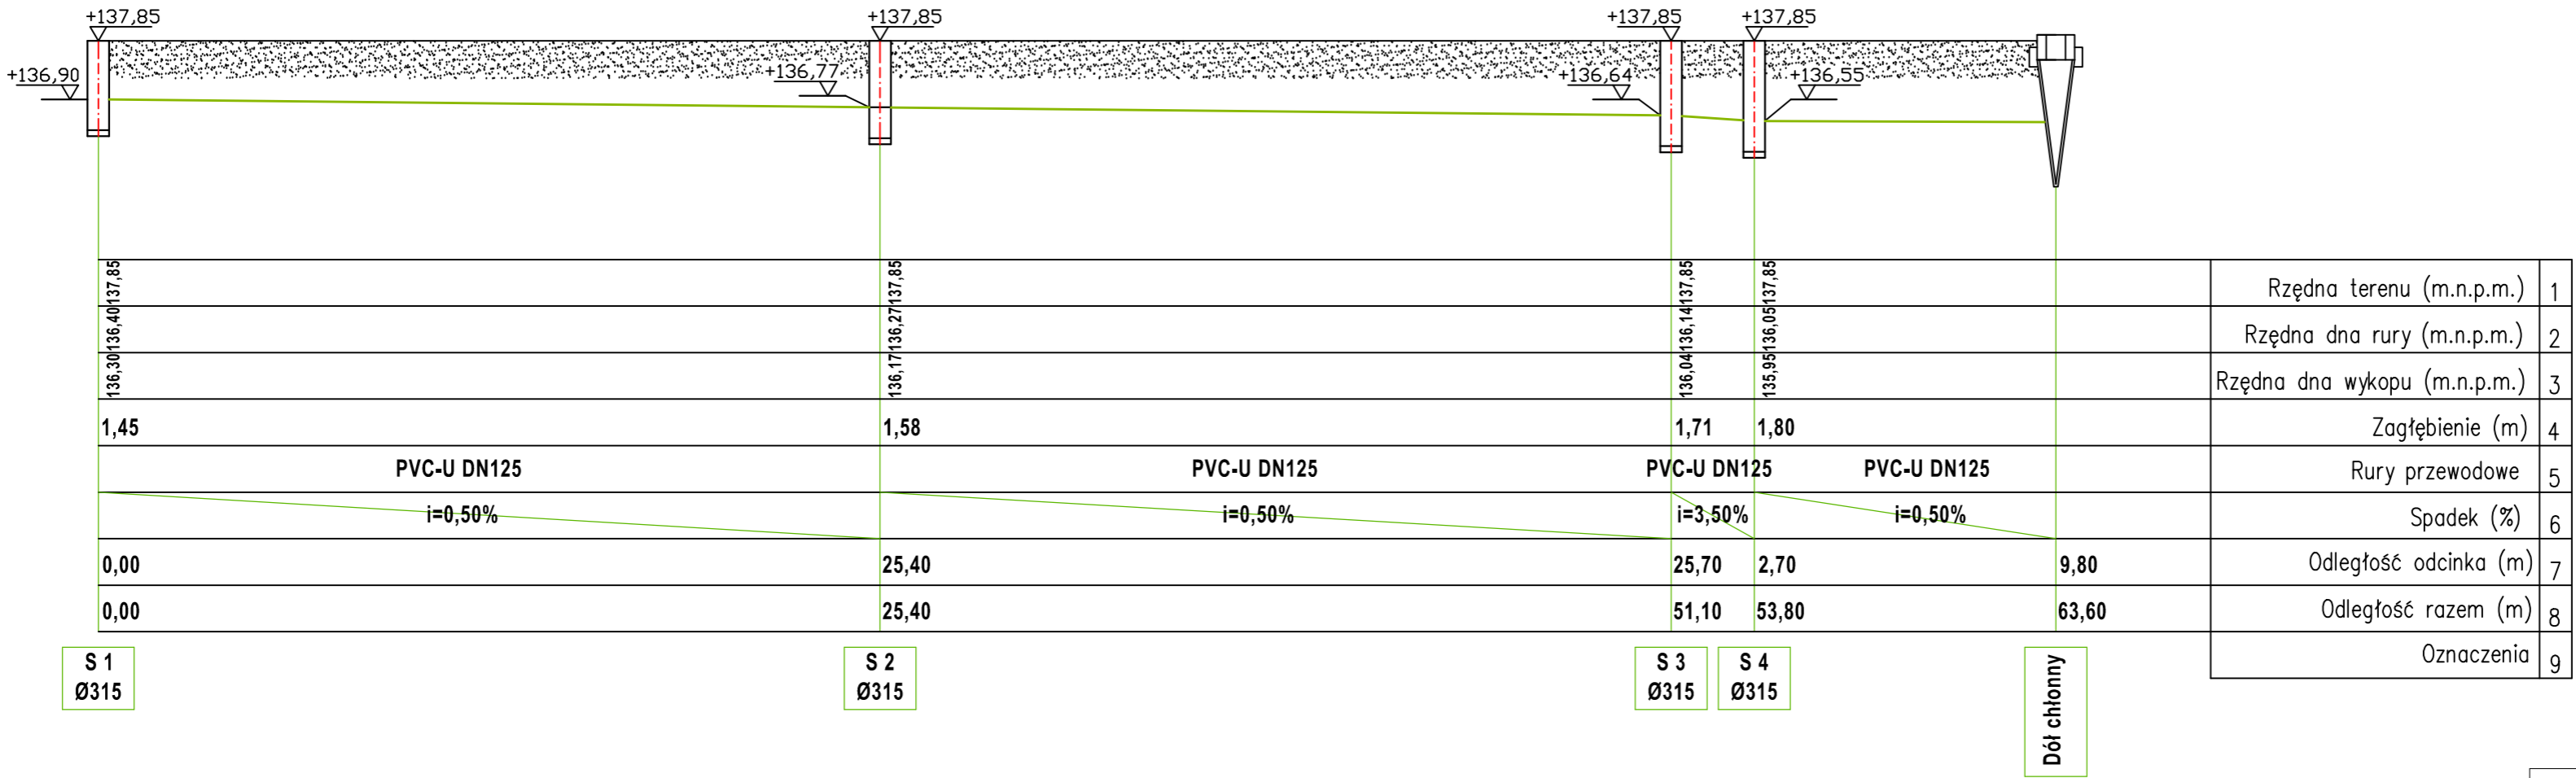 +137,85 +137,85 +137,85 +137,85
+136,90 +136,77 +136,64 +136,55
137,85 137,85 137,85 137,85 Rzędna terenu (m.n.p.m.) 1
136,40 136,27 136,14 136,05 Rzędna dna rury (m.n.p.m.) 2
136,30 136,17 136,04 135,95 Rzędna dna wykopu (m.n.p.m.) 3
1,45 1,58 1,71 1,80 Zagłębienie (m) 4
PVC-U DN125 PVC-U DN125 PVC-U DN125 PVC-U DN125 Rury przewodowe 5
i=0,50% i=0,50% i=3,50% i=0,50% Spadek (%) 6
0,00 25,40 25,70 2,70 9,80 Odległość odcinka (m) 7
0,00 25,40 51,10 53,80 63,60 Odległość razem (m) 8
S 1 S 2 S 3 S 4 Oznaczenia 9
Ø315 Ø315 Ø315 Ø315
Dół chłonny